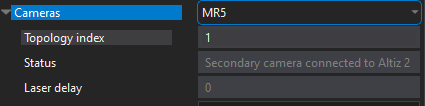 Cameras MR5
Topology index 1
Status Secondary camera connected to Altiz 2
Laser delay 0